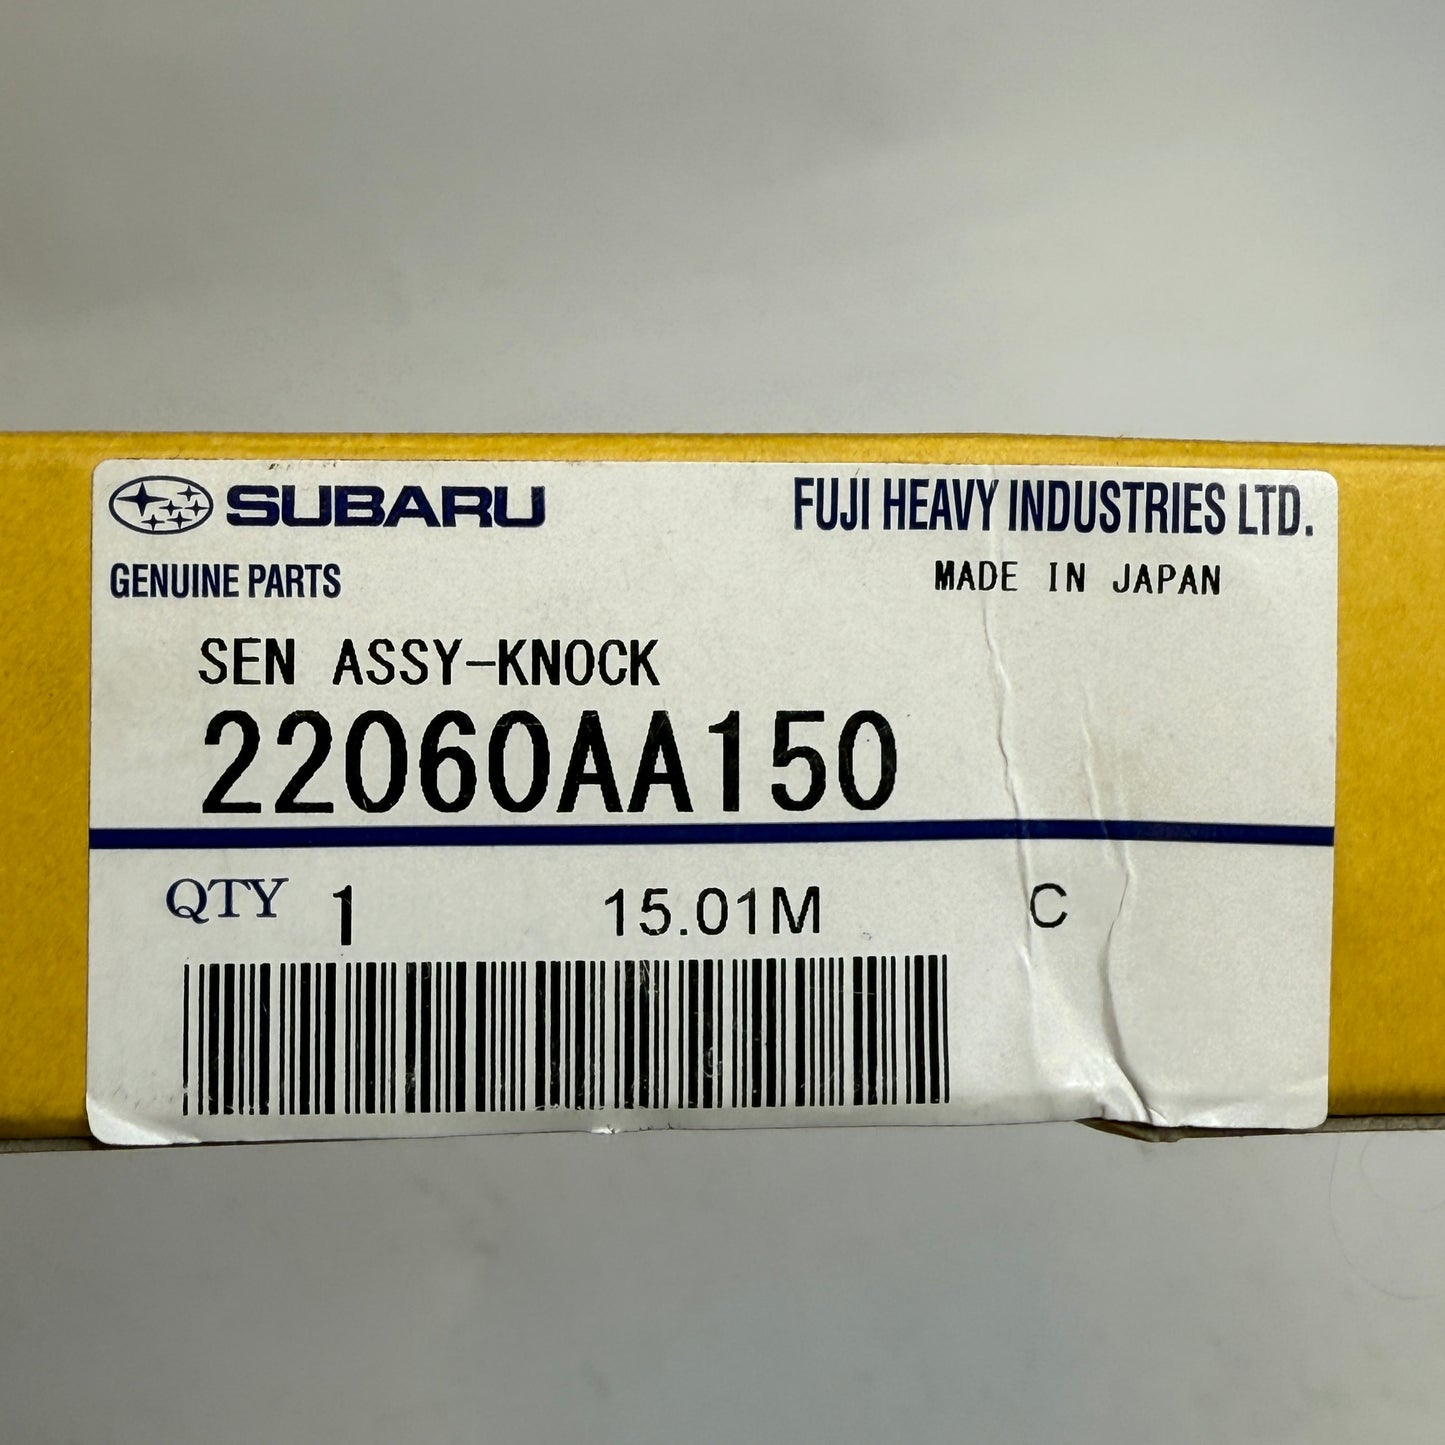 SUBARU
FUJI HEAVY INDUSTRIES LTD.
GENUINE PARTS
MADE IN JAPAN
SEN ASSY-KNOCK
22060AA150
QTY 1 15.01M C